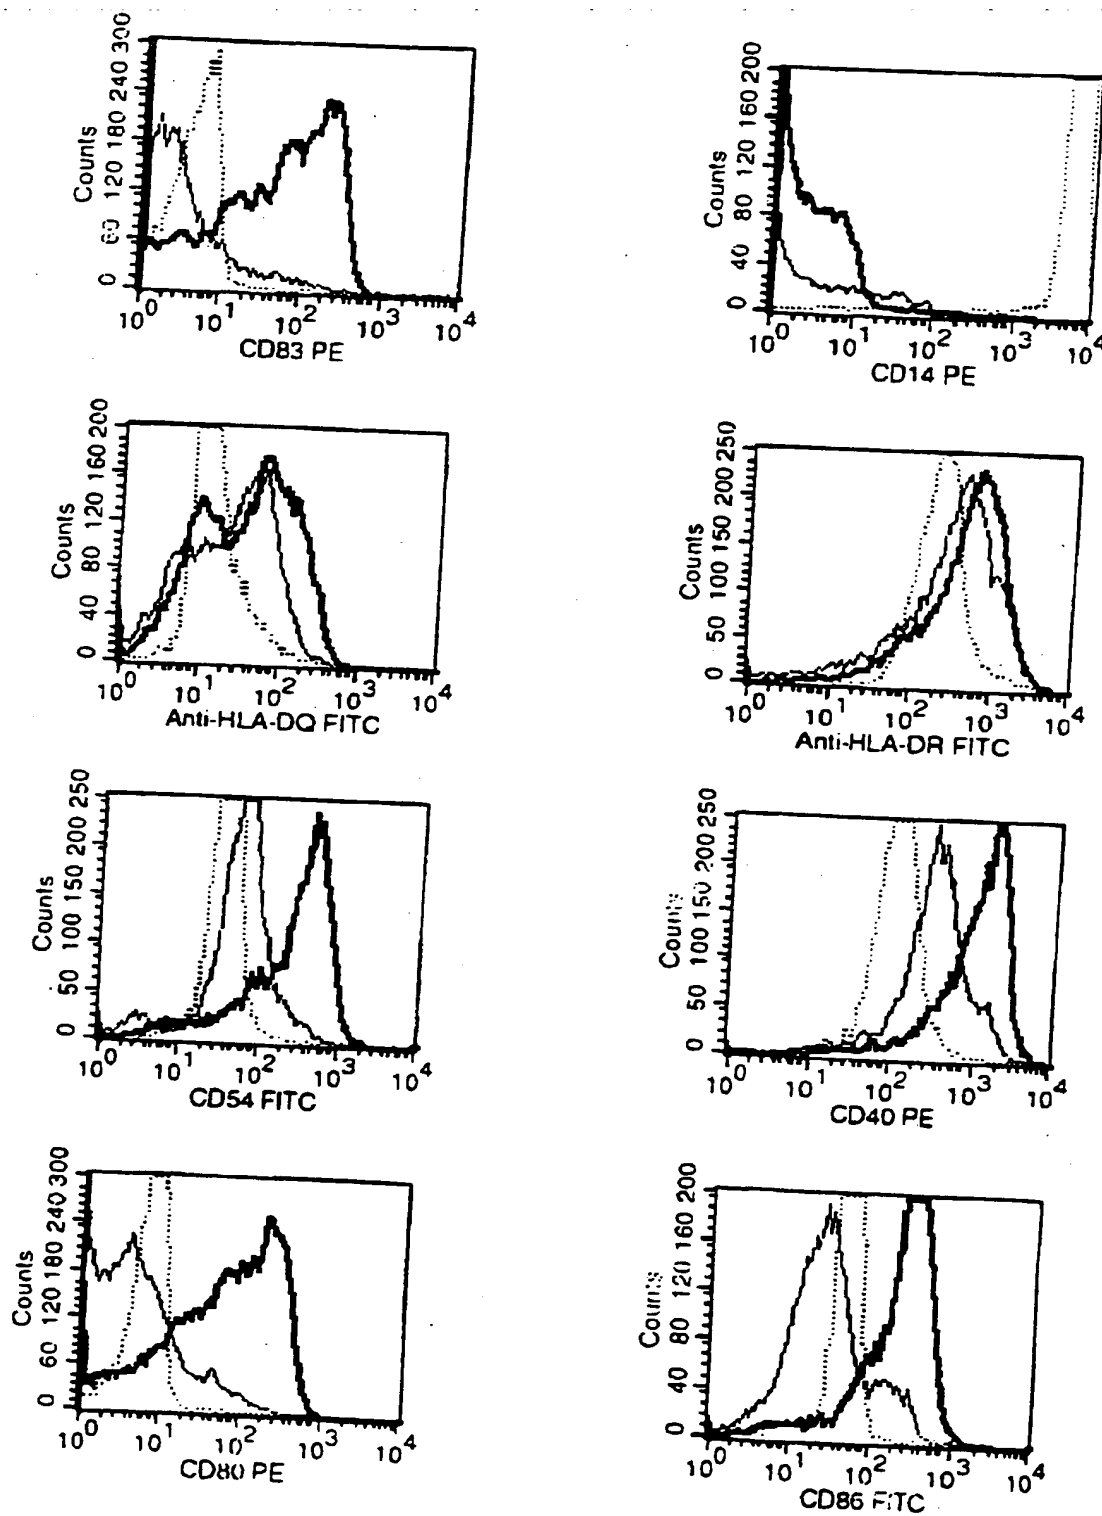 Counts
0 60 120 180 240 300
10^0 10^1 10^2 10^3 10^4
CD83 PE
Counts
0 40 80 120 160 200
10^0 10^1 10^2 10^3 10^4
CD14 PE
Counts
0 40 80 120 160 200
10^0 10^1 10^2 10^3 10^4
Anti-HLA-DQ FITC
Counts
0 50 100 150 200 250
10^0 10^1 10^2 10^3 10^4
Anti-HLA-DR FITC
Counts
0 50 100 150 200 250
10^0 10^1 10^2 10^3 10^4
CD54 FITC
Counts
0 50 100 150 200 250
10^0 10^1 10^2 10^3 10^4
CD40 PE
Counts
0 60 120 180 240 300
10^0 10^1 10^2 10^3 10^4
CD80 PE
Counts
0 40 80 120 160 200
10^0 10^1 10^2 10^3 10^4
CD86 FITC